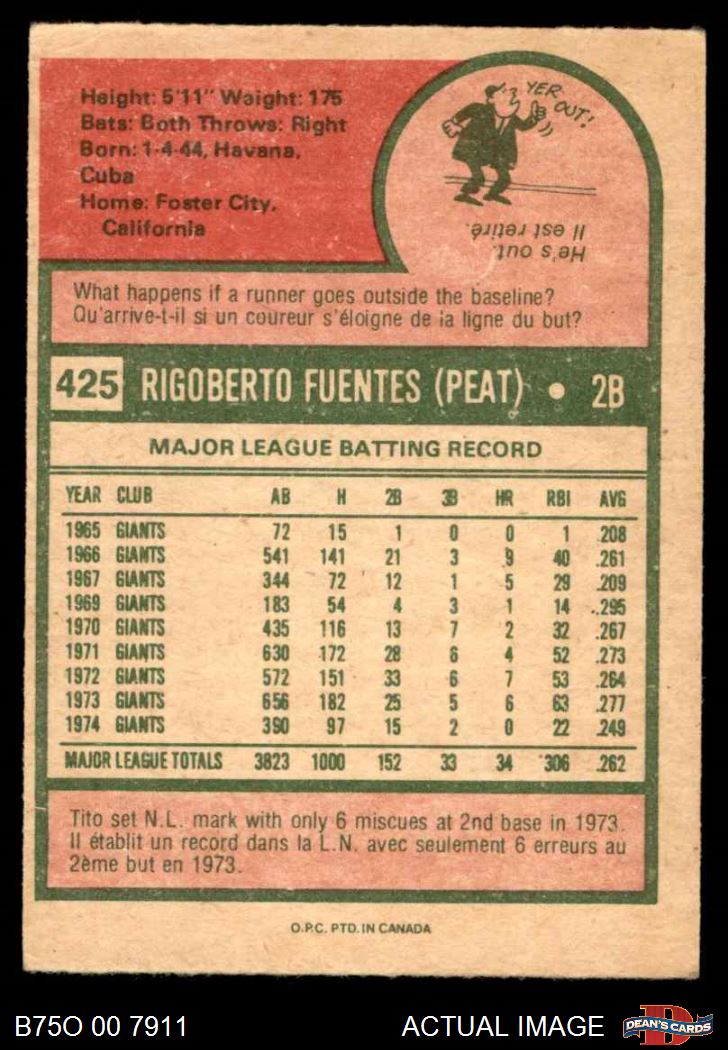 Height: 5'11" Weight: 175
Bats: Both Throws: Right
Born: 1-4-44, Havana,
Cuba
Home: Foster City,
California
YER
OUT!
He's out.
Il est retiré.
What happens if a runner goes outside the baseline?
Qu'arrive-t-il si un coureur s'éloigne de la ligne du but?
425 RIGOBERTO FUENTES (PEAT) • 2B
MAJOR LEAGUE BATTING RECORD
YEAR CLUB AB H 2B 3B HR RBI AVG
1965 GIANTS 72 15 1 0 0 1 .208
1966 GIANTS 541 141 21 3 9 40 .261
1967 GIANTS 344 72 12 1 5 29 .209
1969 GIANTS 183 54 4 3 1 14 .295
1970 GIANTS 435 116 13 7 2 32 .267
1971 GIANTS 630 172 28 6 4 52 .273
1972 GIANTS 572 151 33 6 7 53 .264
1973 GIANTS 656 182 25 5 6 63 .277
1974 GIANTS 390 97 15 2 0 22 .249
MAJOR LEAGUE TOTALS 3823 1000 152 33 34 306 .262
Tito set N.L. mark with only 6 miscues at 2nd base in 1973.
Il établit un record dans la L.N. avec seulement 6 erreurs au
2ème but en 1973.
O.P.C. PTD. IN CANADA
B75O 00 7911 ACTUAL IMAGE D DEAN'S CARDS